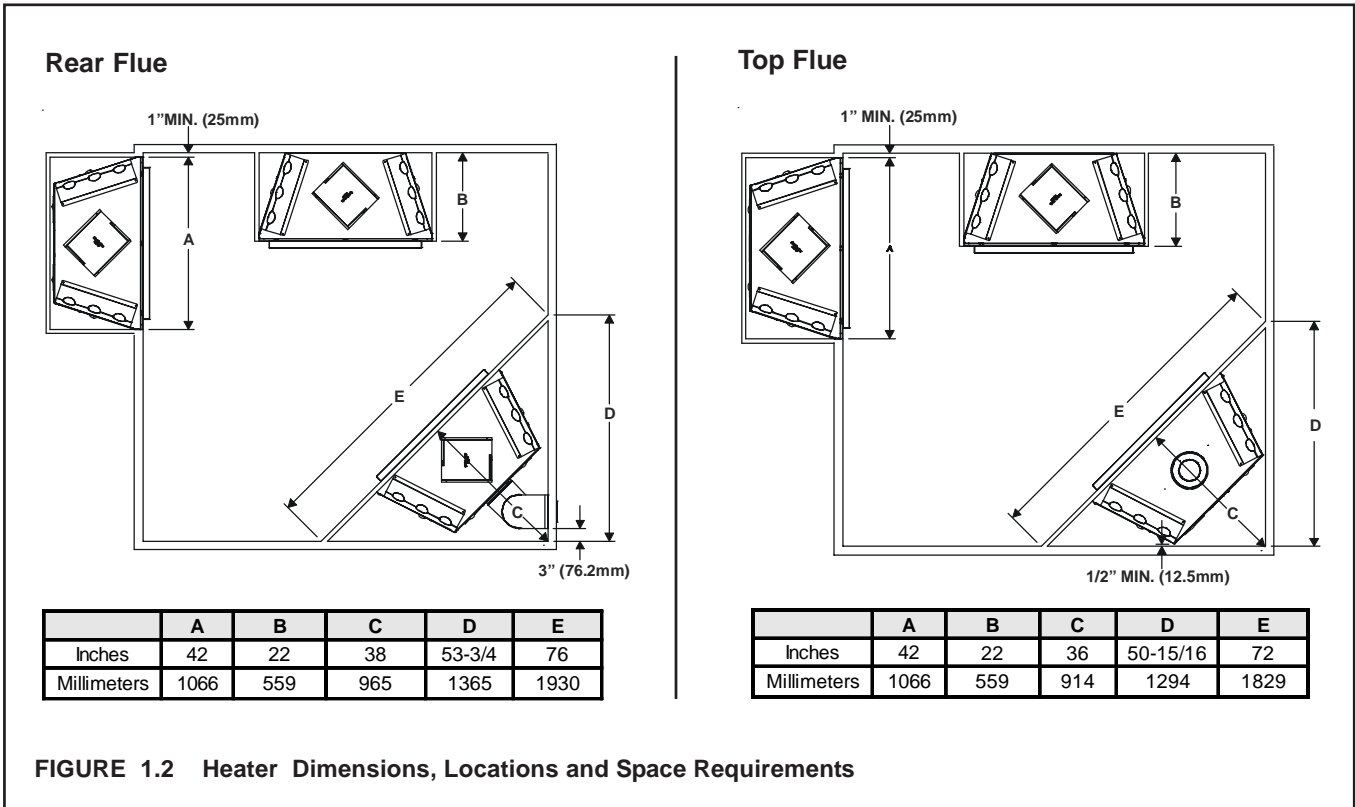 Rear Flue
1”MIN. (25mm)
A
B
E
D
C
3” (76.2mm)
A B C D E
Inches 42 22 38 53-3/4 76
Millimeters 1066 559 965 1365 1930
Top Flue
1” MIN. (25mm)
A
B
E
D
C
1/2” MIN. (12.5mm)
A B C D E
Inches 42 22 36 50-15/16 72
Millimeters 1066 559 914 1294 1829
FIGURE 1.2 Heater Dimensions, Locations and Space Requirements